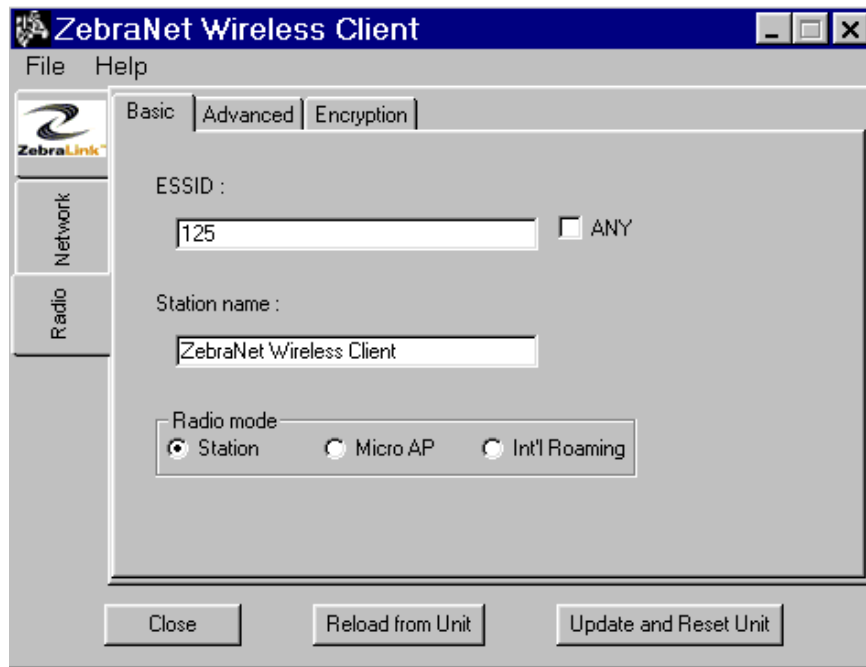 ZebraNet Wireless Client
File Help
ZebraLink™
Network
Radio
Basic Advanced Encryption
ESSID :
125
ANY
Station name :
ZebraNet Wireless Client
Radio mode
Station Micro AP Int'l Roaming
Close Reload from Unit Update and Reset Unit